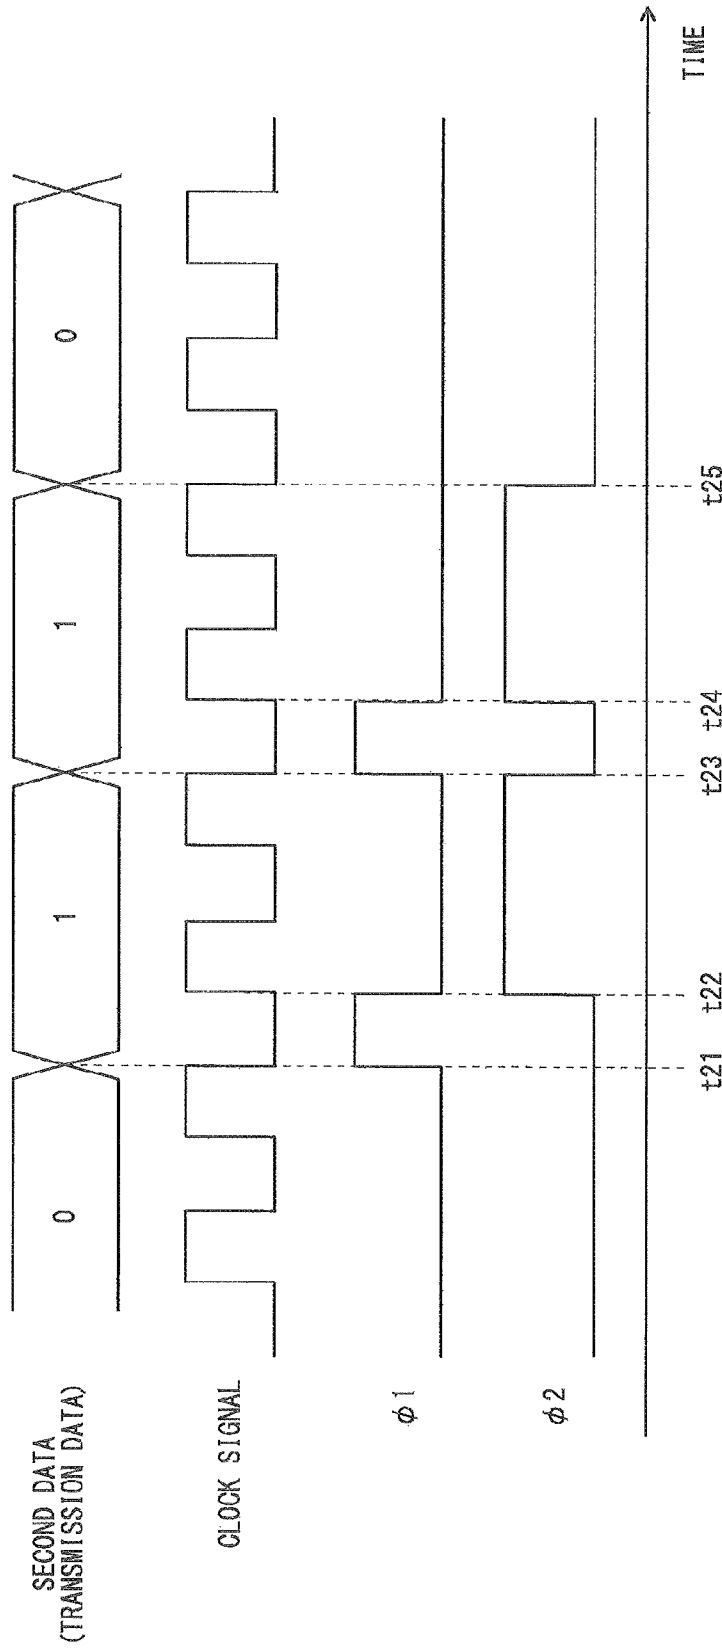 SECOND DATA
(TRANSMISSION DATA)
0
1
1
0
CLOCK SIGNAL
φ1
φ2
t21
t22
t23
t24
t25
TIME